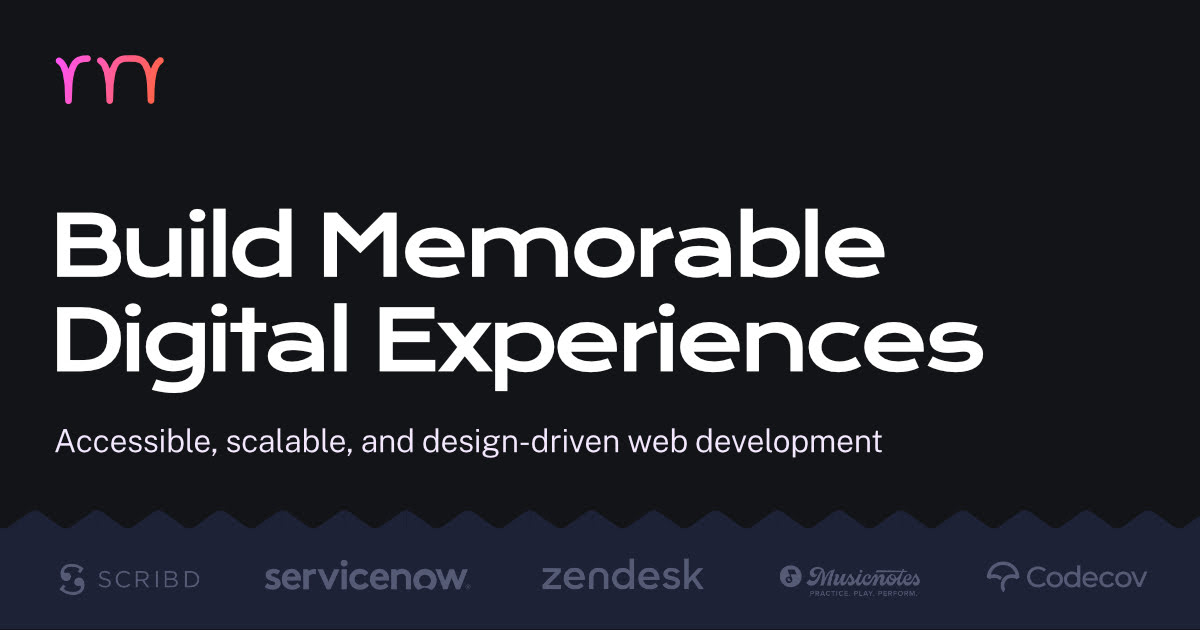 Build Memorable
Digital Experiences
Accessible, scalable, and design-driven web development
SCRIBD
servicenow
zendesk
Musicnotes
PRACTICE. PLAY. PERFORM.
Codecov